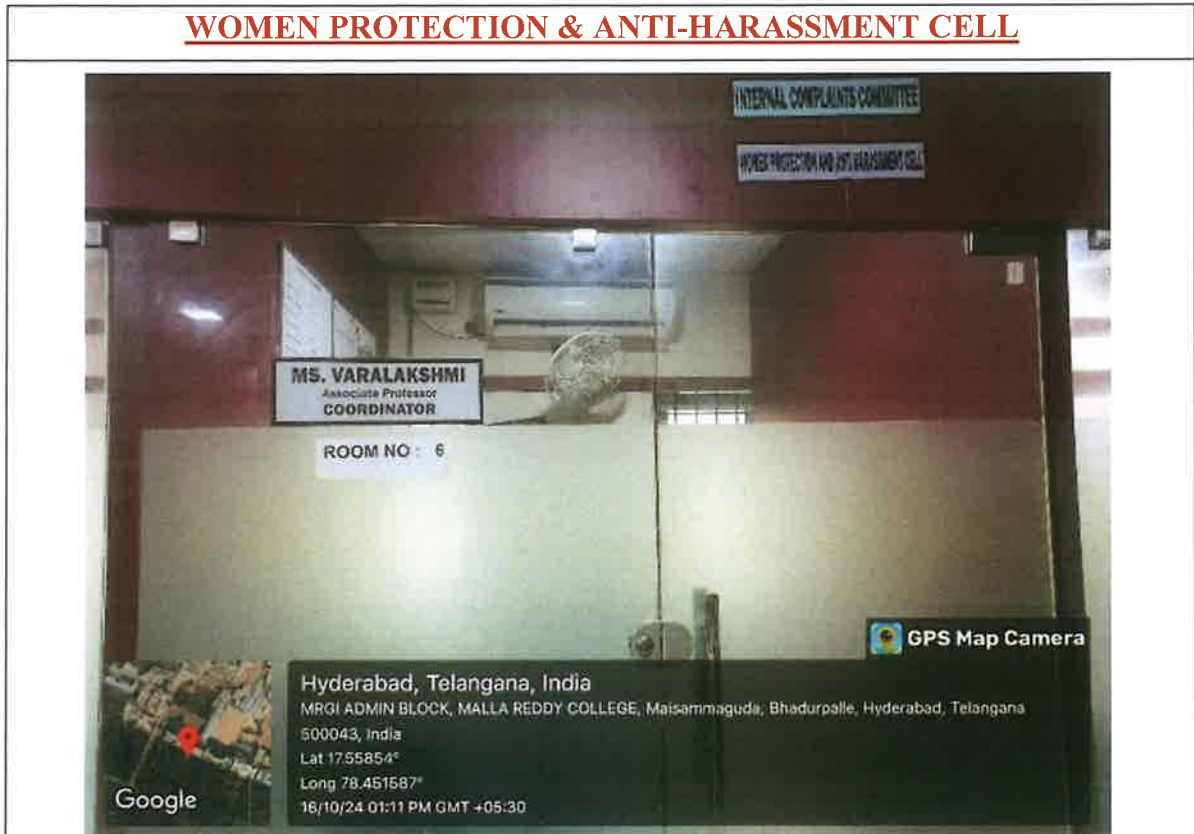 WOMEN PROTECTION & ANTI-HARASSMENT CELL
INTERNAL COMPLAINTS COMMITTEE
WOMEN PROTECTION AND ANTI HARASSMENT CELL
MS. VARALAKSHMI
Associate Professor
COORDINATOR
ROOM NO : 6
GPS Map Camera
Hyderabad, Telangana, India
MRGI ADMIN BLOCK, MALLA REDDY COLLEGE, Maisammaguda, Bhadurpalle, Hyderabad, Telangana
500043, India
Lat 17.55854°
Long 78.451587°
16/10/24 01:11 PM GMT +05:30
Google